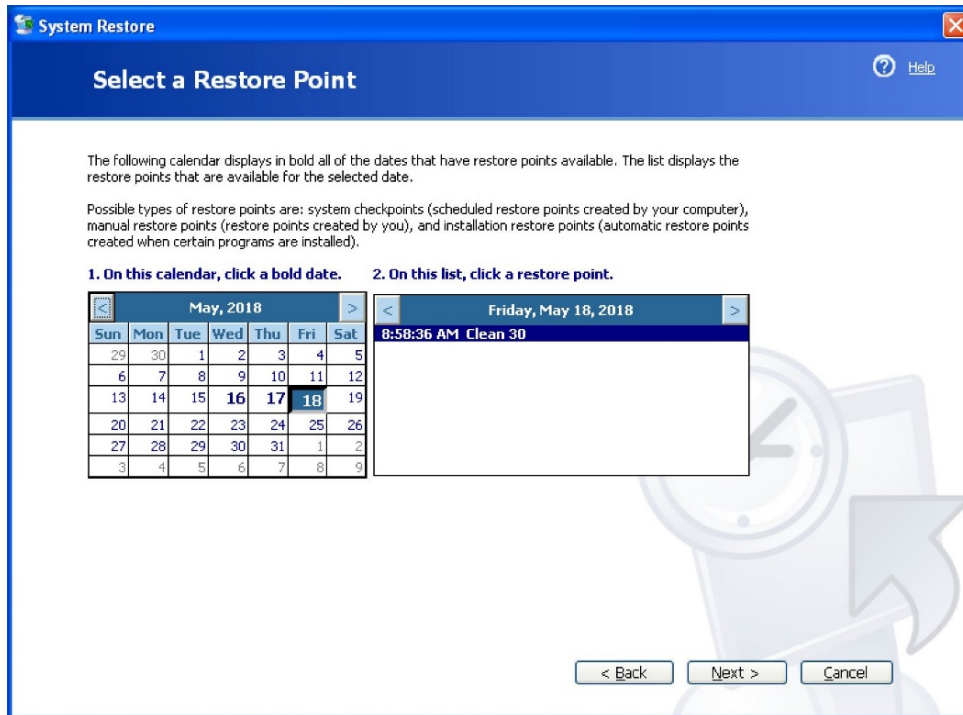 System Restore
Select a Restore Point
Help
The following calendar displays in bold all of the dates that have restore points available. The list displays the
restore points that are available for the selected date.
Possible types of restore points are: system checkpoints (scheduled restore points created by your computer),
manual restore points (restore points created by you), and installation restore points (automatic restore points
created when certain programs are installed).
1. On this calendar, click a bold date.
2. On this list, click a restore point.
< May, 2018 >
Sun Mon Tue Wed Thu Fri Sat
29 30 1 2 3 4 5
6 7 8 9 10 11 12
13 14 15 16 17 18 19
20 21 22 23 24 25 26
27 28 29 30 31 1 2
3 4 5 6 7 8 9
< Friday, May 18, 2018 >
8:58:36 AM Clean 30
< Back
Next >
Cancel